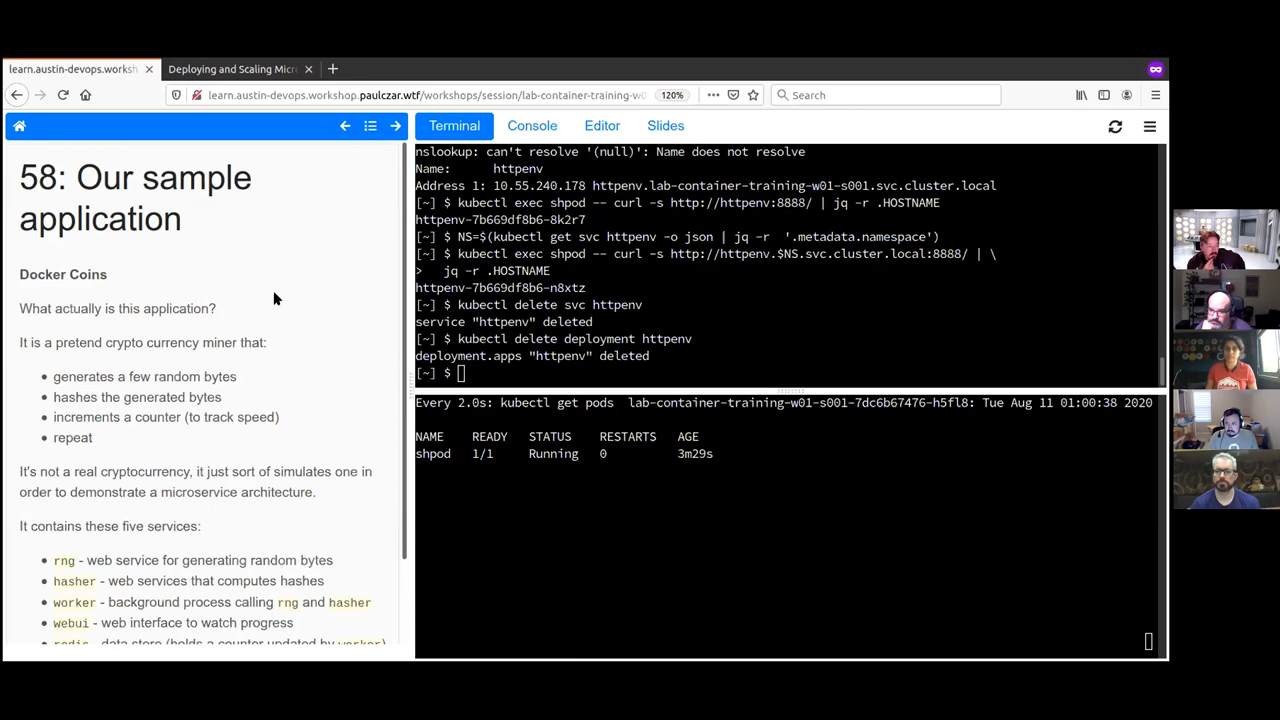 learn.austin-devops.worksh
Deploying and Scaling Micr
learn.austin-devops.workshop.paulczar.wtf/workshops/session/lab-container-training-w0
120%
Search
Terminal
Console
Editor
Slides
58: Our sample
application
Docker Coins
What actually is this application?
It is a pretend crypto currency miner that:
• generates a few random bytes
• hashes the generated bytes
• increments a counter (to track speed)
• repeat
It's not a real cryptocurrency, it just sort of simulates one in
order to demonstrate a microservice architecture.
It contains these five services:
• rng - web service for generating random bytes
• hasher - web services that computes hashes
• worker - background process calling rng and hasher
• webui - web interface to watch progress
• redis - data store (holds a counter updated by worker)
nslookup: can't resolve '(null)': Name does not resolve
Name:      httpenv
Address 1: 10.55.240.178 httpenv.lab-container-training-w01-s001.svc.cluster.local
[~] $ kubectl exec shpod -- curl -s http://httpenv:8888/ | jq -r .HOSTNAME
httpenv-7b669df8b6-8k2r7
[~] $ NS=$(kubectl get svc httpenv -o json | jq -r  '.metadata.namespace')
[~] $ kubectl exec shpod -- curl -s http://httpenv.$NS.svc.cluster.local:8888/ | \
>   jq -r .HOSTNAME
httpenv-7b669df8b6-n8xtz
[~] $ kubectl delete svc httpenv
service "httpenv" deleted
[~] $ kubectl delete deployment httpenv
deployment.apps "httpenv" deleted
[~] $
Every 2.0s: kubectl get pods  lab-container-training-w01-s001-7dc6b67476-h5fl8: Tue Aug 11 01:00:38 2020
NAME    READY   STATUS    RESTARTS   AGE
shpod   1/1     Running   0          3m29s